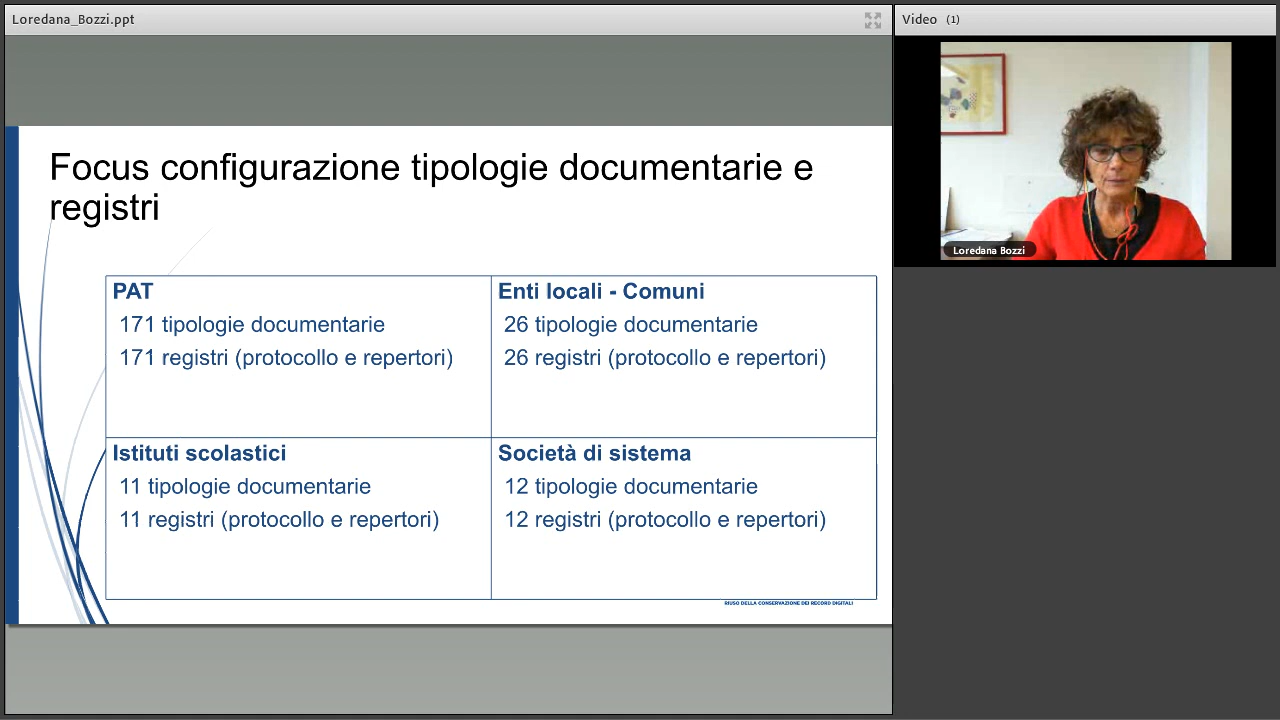 Loredana_Bozzi.ppt
Video (1)
Focus configurazione tipologie documentarie e
registri
PAT
171 tipologie documentarie
171 registri (protocollo e repertori)
Enti locali - Comuni
26 tipologie documentarie
26 registri (protocollo e repertori)
Istituti scolastici
11 tipologie documentarie
11 registri (protocollo e repertori)
Società di sistema
12 tipologie documentarie
12 registri (protocollo e repertori)
RIUSO DELLA CONSERVAZIONE DEI RECORD DIGITALI
Loredana Bozzi